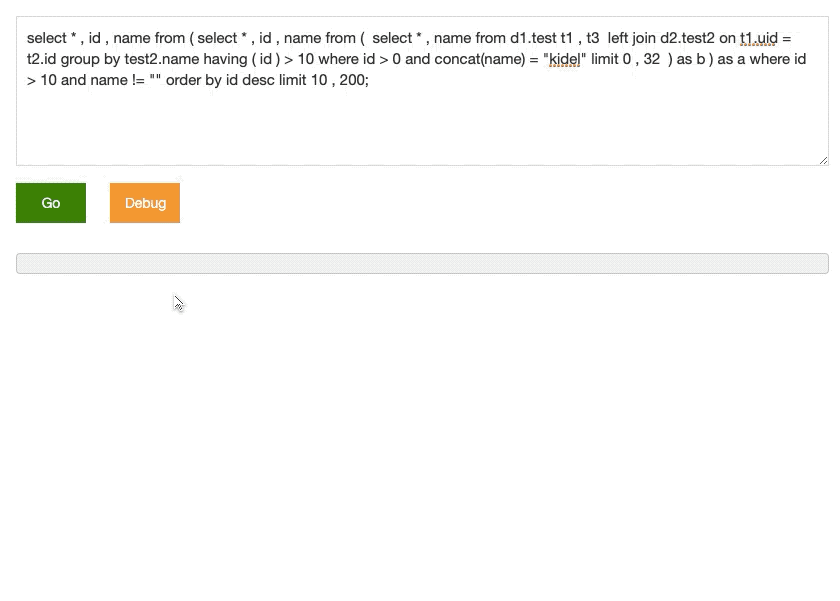 select * , id , name from ( select * , id , name from (  select * , name from d1.test t1 , t3  left join d2.test2 on t1.uid =
t2.id group by test2.name having ( id ) > 10 where id > 0 and concat(name) = "kidel" limit 0 , 32  ) as b ) as a where id
> 10 and name != "" order by id desc limit 10 , 200;
Go Debug